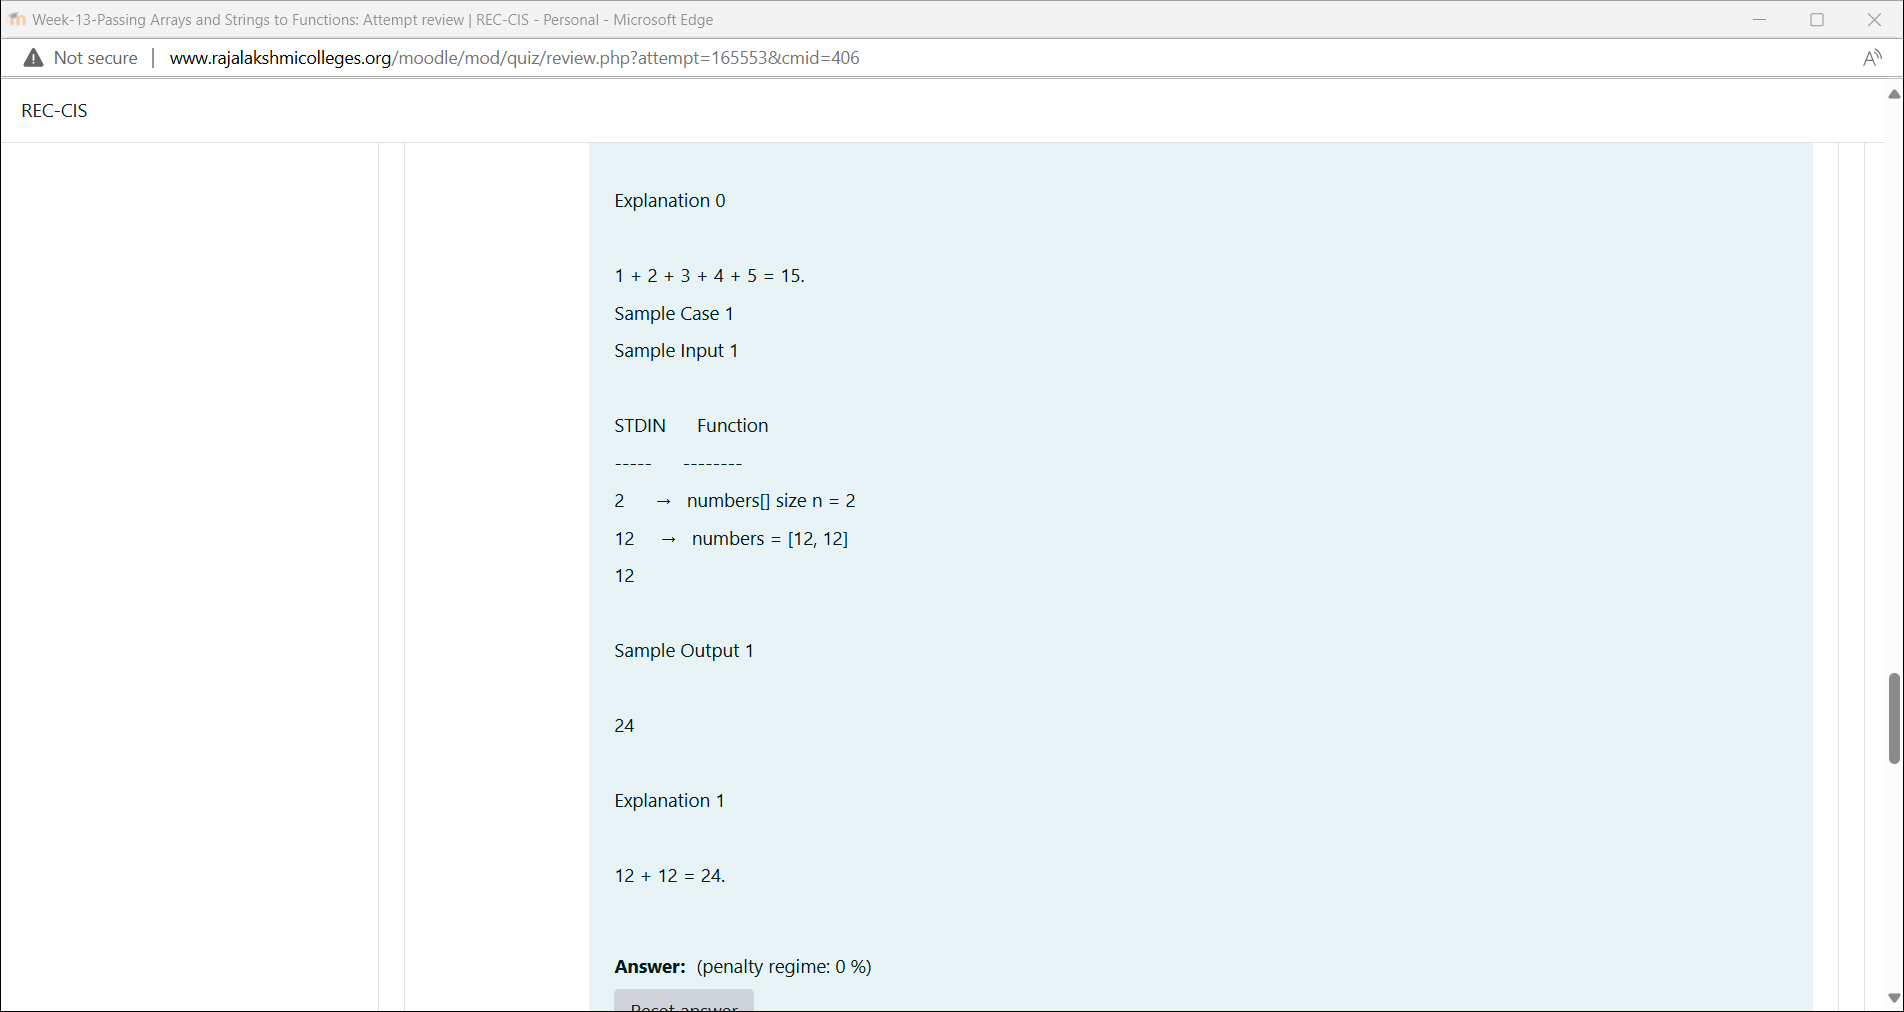 Week-13-Passing Arrays and Strings to Functions: Attempt review | REC-CIS - Personal - Microsoft Edge
Not secure | www.rajalakshmicolleges.org/moodle/mod/quiz/review.php?attempt=165553&cmid=406
REC-CIS
Explanation 0
1 + 2 + 3 + 4 + 5 = 15.
Sample Case 1
Sample Input 1
STDIN Function
----- --------
2 → numbers[] size n = 2
12 → numbers = [12, 12]
12
Sample Output 1
24
Explanation 1
12 + 12 = 24.
Answer: (penalty regime: 0 %)
Reset answer